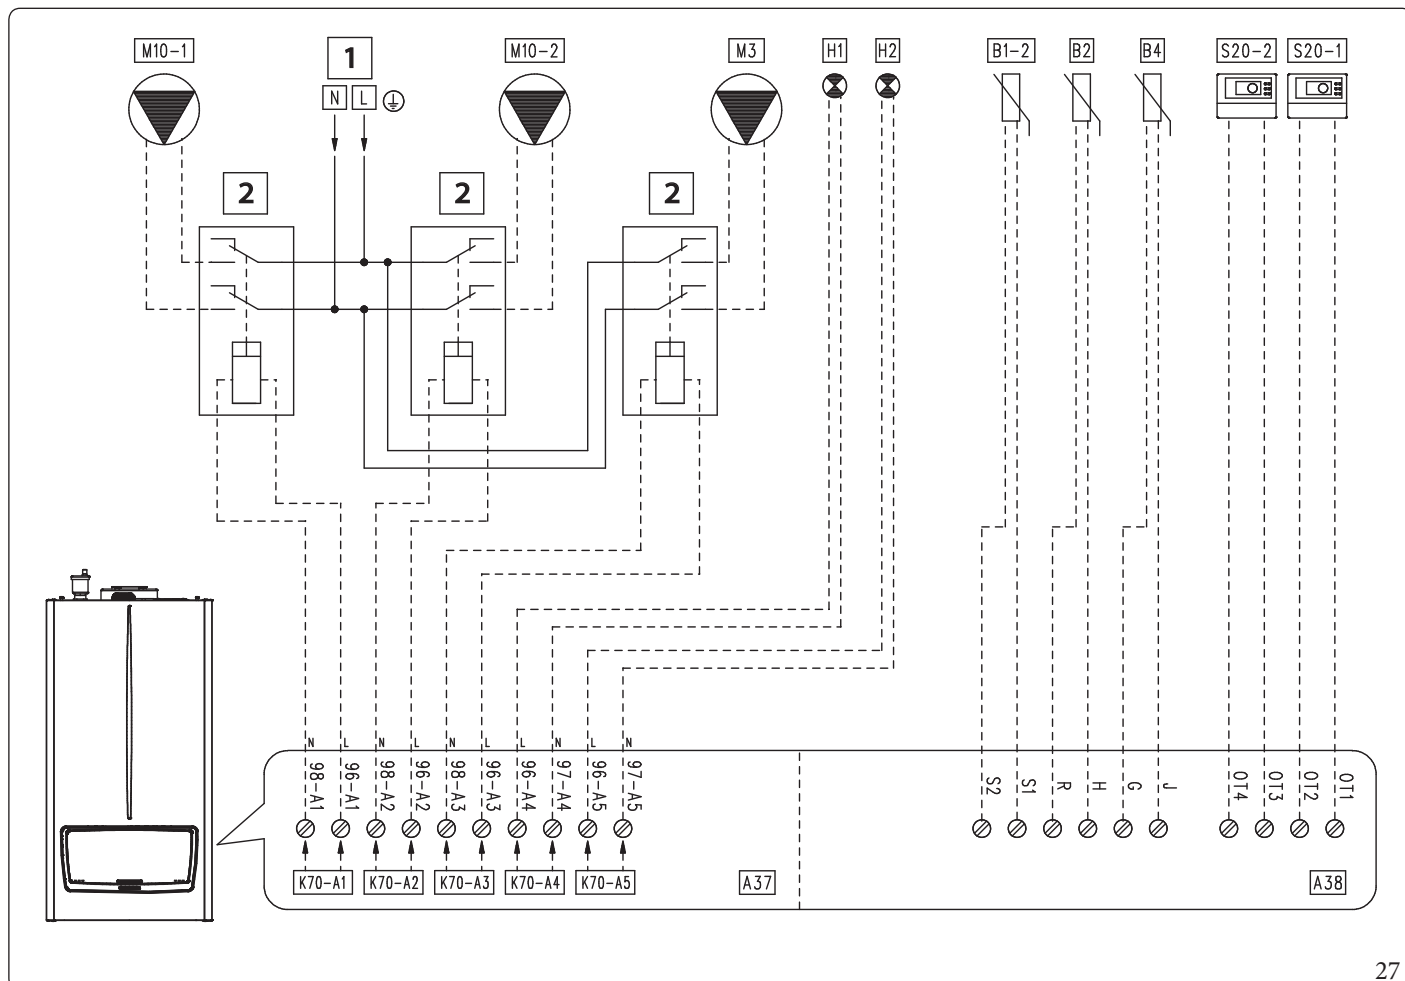 M10-1 1 M10-2 M3 H1 H2 B1-2 B2 B4 S20-2 S20-1
N L
2 2 2
N L N L N L L N L N
98-A1 96-A1 98-A2 96-A2 98-A3 96-A3 96-A4 97-A4 96-A5 97-A5 S2 S1 R H G J OT4 OT3 OT2 OT1
K70-A1 K70-A2 K70-A3 K70-A4 K70-A5 A37 A38
27